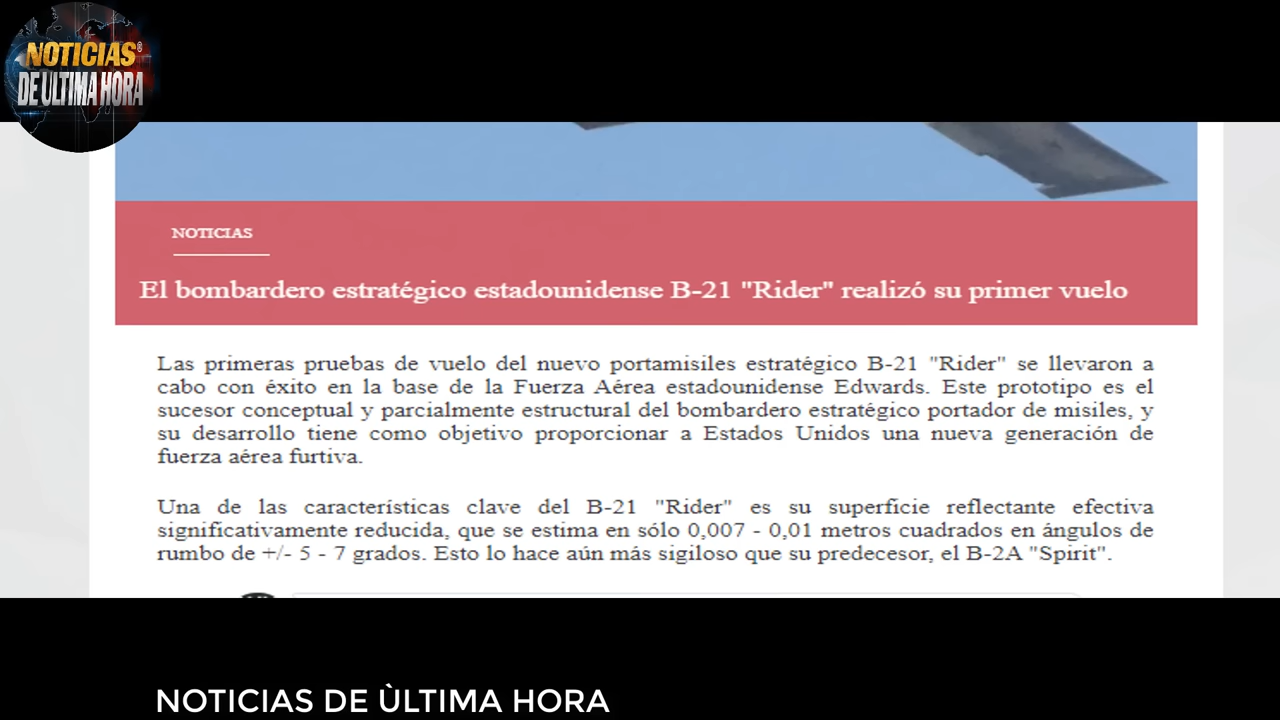 NOTICIAS®
DE ULTIMA HORA
NOTICIAS
El bombardero estratégico estadounidense B-21 "Rider" realizó su primer vuelo
Las primeras pruebas de vuelo del nuevo portamisiles estratégico B-21 "Rider" se llevaron a
cabo con éxito en la base de la Fuerza Aérea estadounidense Edwards. Este prototipo es el
sucesor conceptual y parcialmente estructural del bombardero estratégico portador de misiles, y
su desarrollo tiene como objetivo proporcionar a Estados Unidos una nueva generación de
fuerza aérea furtiva.
Una de las características clave del B-21 "Rider" es su superficie reflectante efectiva
significativamente reducida, que se estima en sólo 0,007 - 0,01 metros cuadrados en ángulos de
rumbo de +/- 5 - 7 grados. Esto lo hace aún más sigiloso que su predecesor, el B-2A "Spirit".
NOTICIAS DE ÙLTIMA HORA